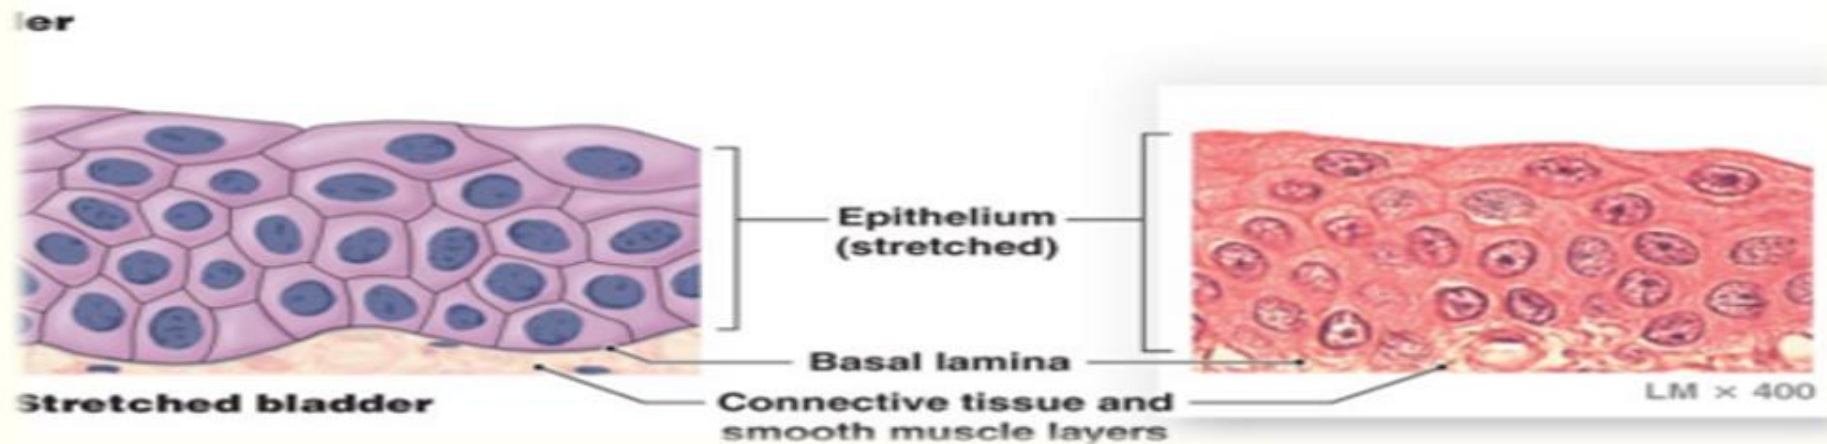 er
Epithelium
(stretched)
Basal lamina
Stretched bladder
Connective tissue and
smooth muscle layers
LM × 400